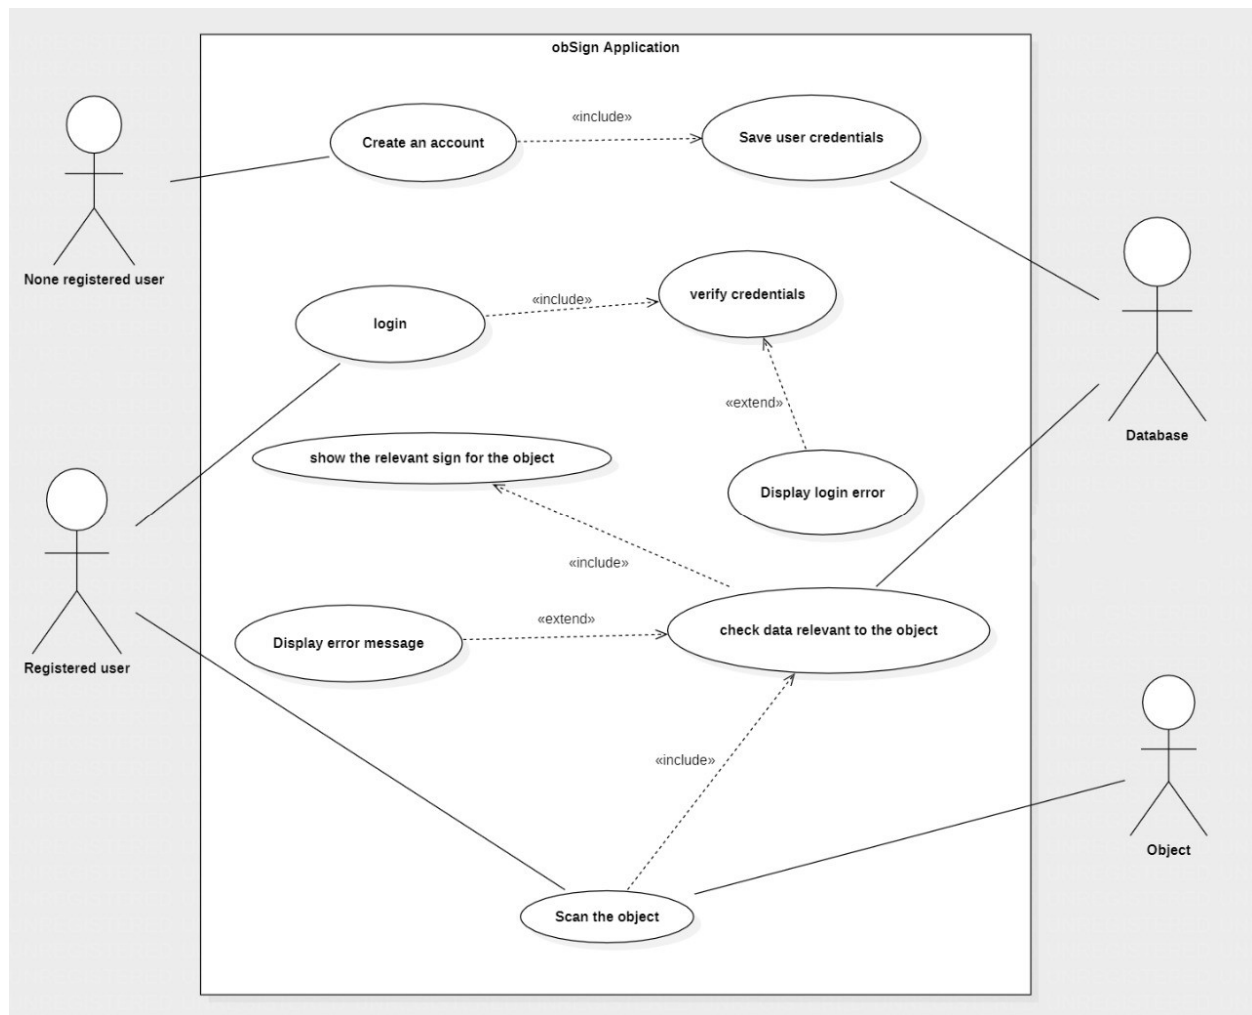 obSign Application
«include»
Create an account
Save user credentials
None registered user
«include»
verify credentials
login
«extend»
Database
show the relevant sign for the object
Display login error
«include»
«extend»
check data relevant to the object
Display error message
Registered user
«include»
Object
Scan the object